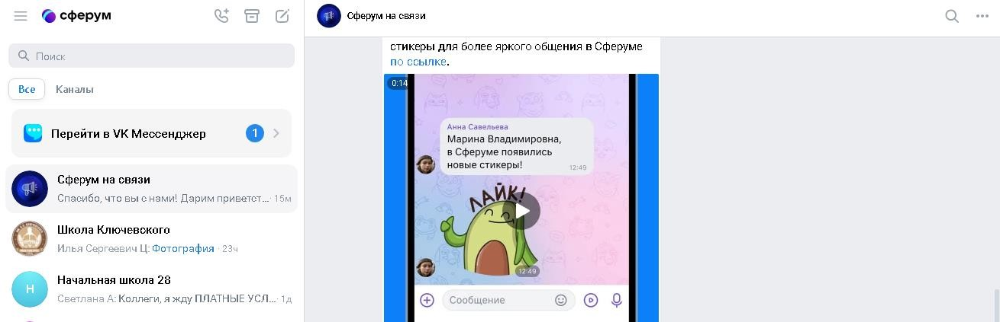 сферум
Поиск
Все
Каналы
Перейти в VK Мессенджер
1
Сферум на связи
Спасибо, что вы с нами! Дарим приветст... · 15м
Школа Ключевского
Илья Сергеевич Ц: Фотография · 23ч
Н
Начальная школа 28
Светлана А: Коллеги, я жду ПЛАТНЫЕ УСЛ... · 1д
Сферум на связи
стикеры для более яркого общения в Сферуме
по ссылке.
0:14
Анна Савельева
Марина Владимировна,
в Сферуме появились
новые стикеры!
12:49
ЛАЙК!
12:49
Сообщение